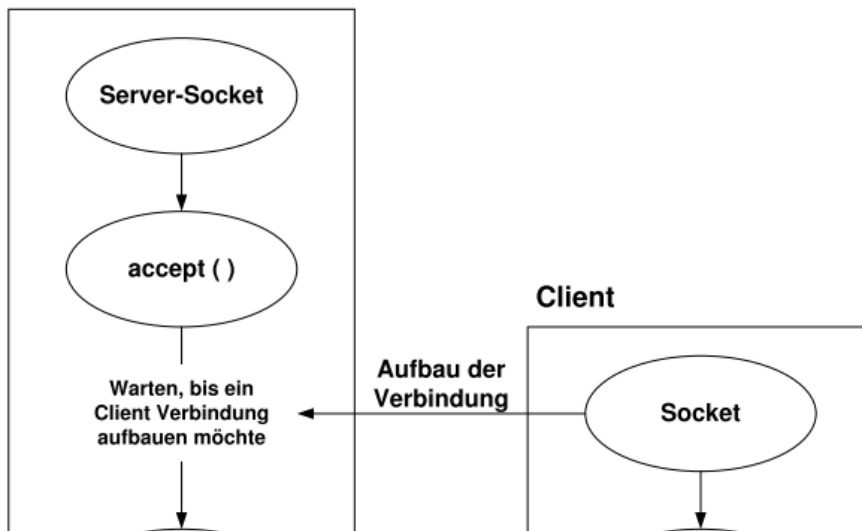 Server-Socket
accept ( )
Client
Warten, bis ein
Client Verbindung
aufbauen möchte
Aufbau der
Verbindung
Socket